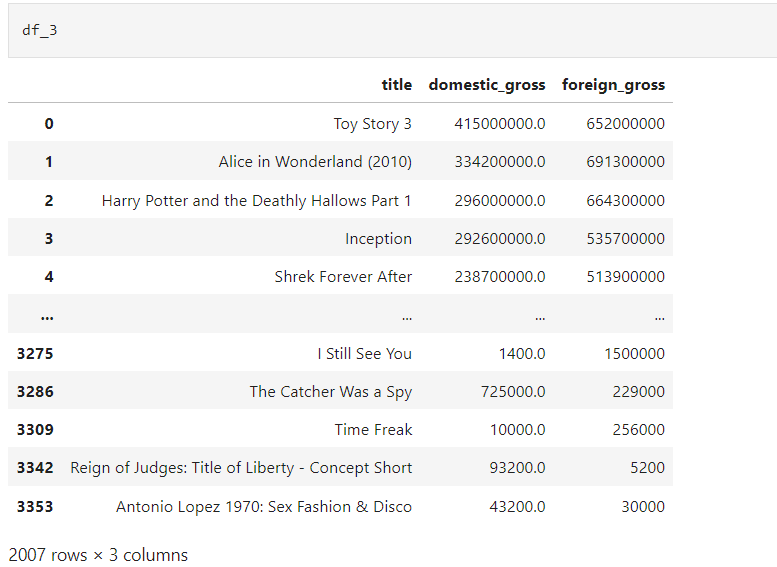 df_3
title domestic_gross foreign_gross
0 Toy Story 3 415000000.0 652000000
1 Alice in Wonderland (2010) 334200000.0 691300000
2 Harry Potter and the Deathly Hallows Part 1 296000000.0 664300000
3 Inception 292600000.0 535700000
4 Shrek Forever After 238700000.0 513900000
... ... ... ...
3275 I Still See You 1400.0 1500000
3286 The Catcher Was a Spy 725000.0 229000
3309 Time Freak 10000.0 256000
3342 Reign of Judges: Title of Liberty - Concept Short 93200.0 5200
3353 Antonio Lopez 1970: Sex Fashion & Disco 43200.0 30000
2007 rows × 3 columns